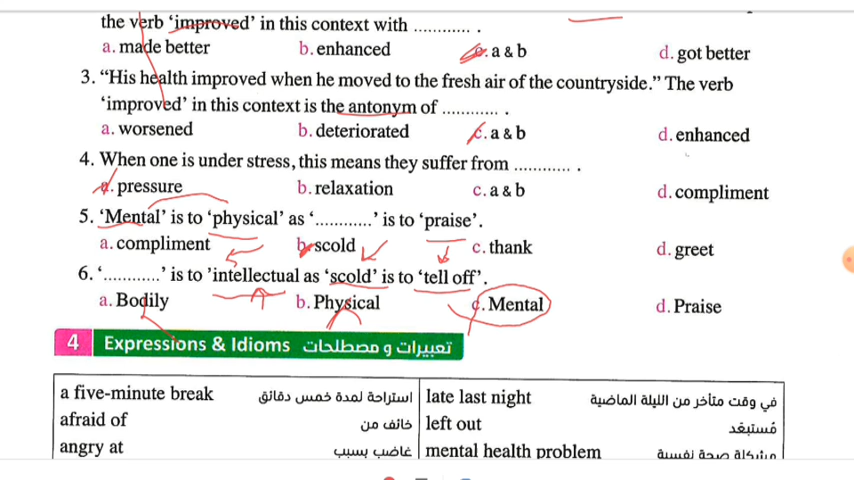 the verb ‘improved’ in this context with ............ .
a. made better b. enhanced c. a & b d. got better
3. “His health improved when he moved to the fresh air of the countryside.” The verb
‘improved’ in this context is the antonym of ............ .
a. worsened b. deteriorated c. a & b d. enhanced
4. When one is under stress, this means they suffer from ............ .
a. pressure b. relaxation c. a & b d. compliment
5. ‘Mental’ is to ‘physical’ as ‘............’ is to ‘praise’.
a. compliment b. scold c. thank d. greet
6. ‘............’ is to ’intellectual as ‘scold’ is to ‘tell off’.
a. Bodily b. Physical c. Mental d. Praise
4 Expressions & Idioms تعبيرات و مصطلحات
a five-minute break استراحة لمدة خمس دقائق late last night في وقت متأخر من الليلة الماضية
afraid of خائف من left out مُستبعَد
angry at غاضب بسبب mental health problem مشكلة صحة نفسية